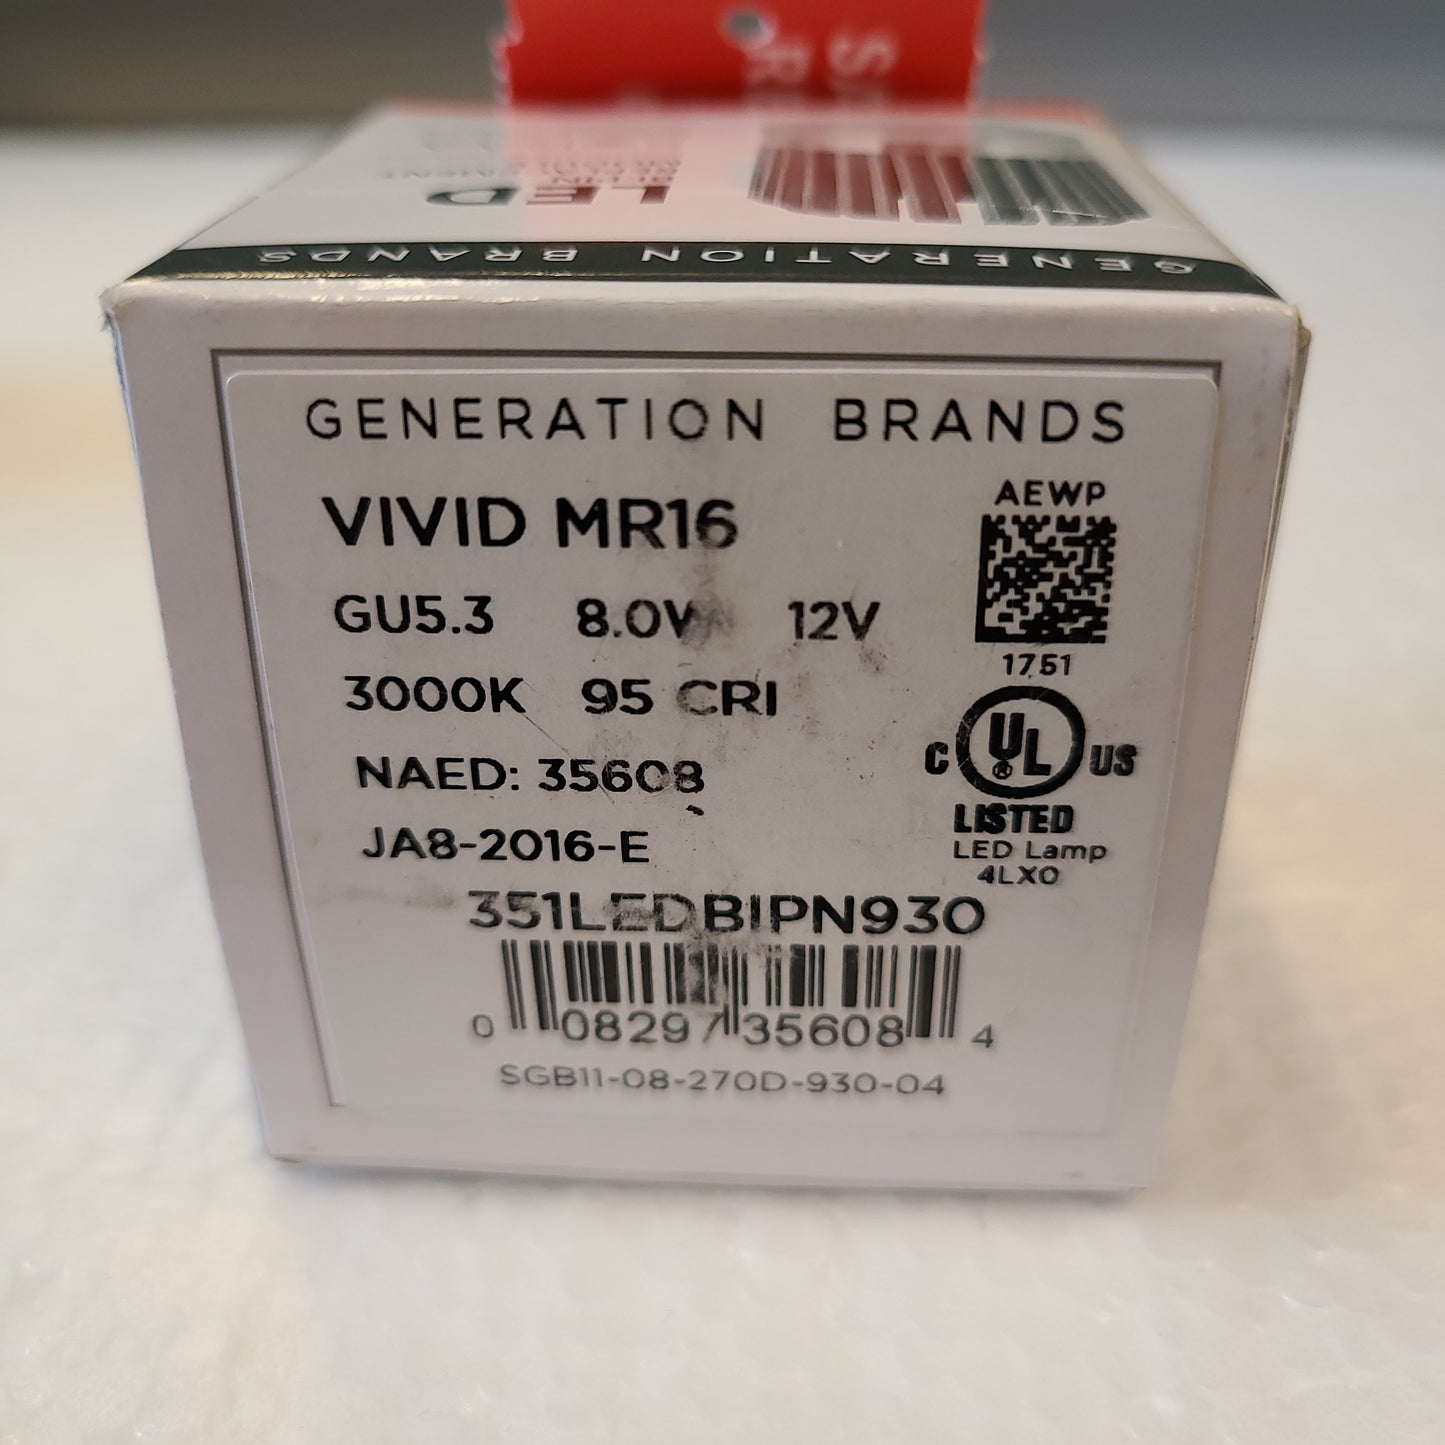 GENERATION BRANDS
LED
GENERATION BRANDS
VIVID MR16
AEWP
GU5.3 8.0W 12V
1751
3000K 95 CRI
C UL® US
NAED: 35608
LISTED
JA8-2016-E
LED Lamp
4LX0
351LEDBIPN930
0 08297 35608 4
SGB11-08-270D-930-04